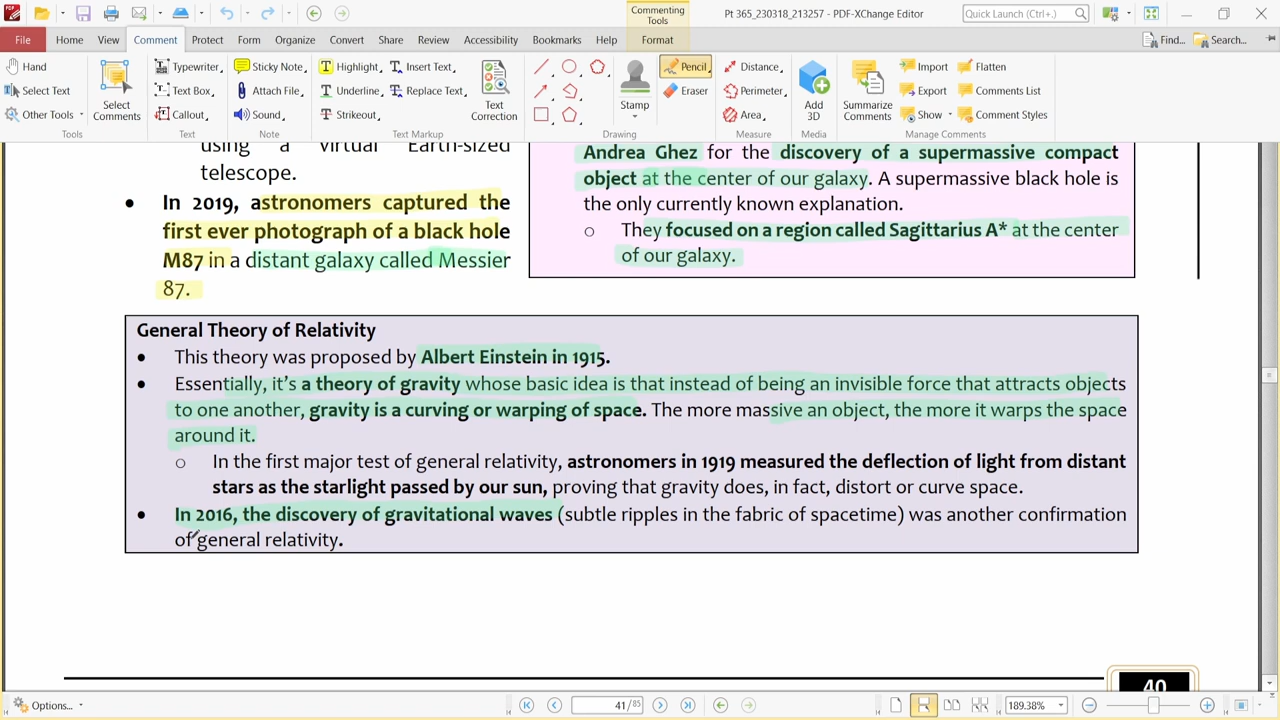 Commenting
Tools
Pt 365_230318_213257 - PDF-XChange Editor
Quick Launch (Ctrl+.)
File Home View Comment Protect Form Organize Convert Share Review Accessibility Bookmarks Help Format
Find... Search...
Hand
Select Text
Other Tools
Select
Comments
Tools
Typewriter
Text Box
Callout
Text
Sticky Note
Attach File
Sound
Note
Highlight
Underline
Strikeout
Insert Text
Replace Text
Text Markup
Text
Correction
Drawing
Stamp
Pencil
Eraser
Distance
Perimeter
Area
Measure
Add
3D
Media
Summarize
Comments
Import
Export
Show
Flatten
Comments List
Comment Styles
Manage Comments
using a virtual Earth-sized
telescope.
• In 2019, astronomers captured the
first ever photograph of a black hole
M87 in a distant galaxy called Messier
87.
Andrea Ghez for the discovery of a supermassive compact
object at the center of our galaxy. A supermassive black hole is
the only currently known explanation.
○ They focused on a region called Sagittarius A* at the center
of our galaxy.
General Theory of Relativity
• This theory was proposed by Albert Einstein in 1915.
• Essentially, it's a theory of gravity whose basic idea is that instead of being an invisible force that attracts objects
to one another, gravity is a curving or warping of space. The more massive an object, the more it warps the space
around it.
○ In the first major test of general relativity, astronomers in 1919 measured the deflection of light from distant
stars as the starlight passed by our sun, proving that gravity does, in fact, distort or curve space.
• In 2016, the discovery of gravitational waves (subtle ripples in the fabric of spacetime) was another confirmation
of general relativity.
40
Options...
41 / 85
189.38%